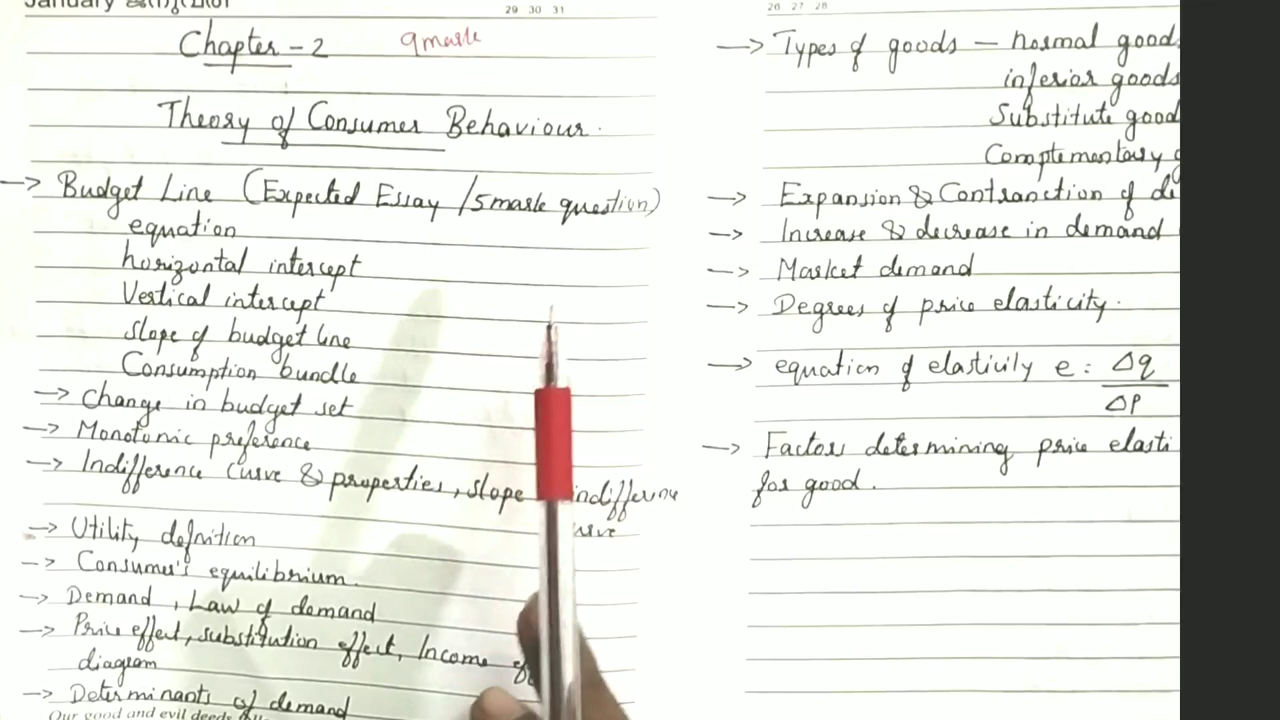 January
29 30 31
Chapter - 2 9 mark
Theory of Consumer Behaviour.
→ Budget Line (Expected Essay / 5 mark question)
equation
horizontal intercept
Vertical intercept
Slope of budget line
Consumption bundle
→ Change in budget set
→ Monotonic preference
→ Indifference Curve & properties, slope indifference
→ Utility definition
→ Consumer's equilibrium.
→ Demand, Law of demand
→ Price effect, substitution effect, Income
diagram
→ Determinants of demand
Our good and evil deeds
26 27 28
→ Types of goods — normal good
inferior goods
Substitute good
Complementary
→ Expansion & Contranction of
→ Increase & decrease in demand
→ Market demand
→ Degrees of price elasticity.
→ equation of elasticity e = Δq
ΔP
→ Factors determining price elasti
for good.